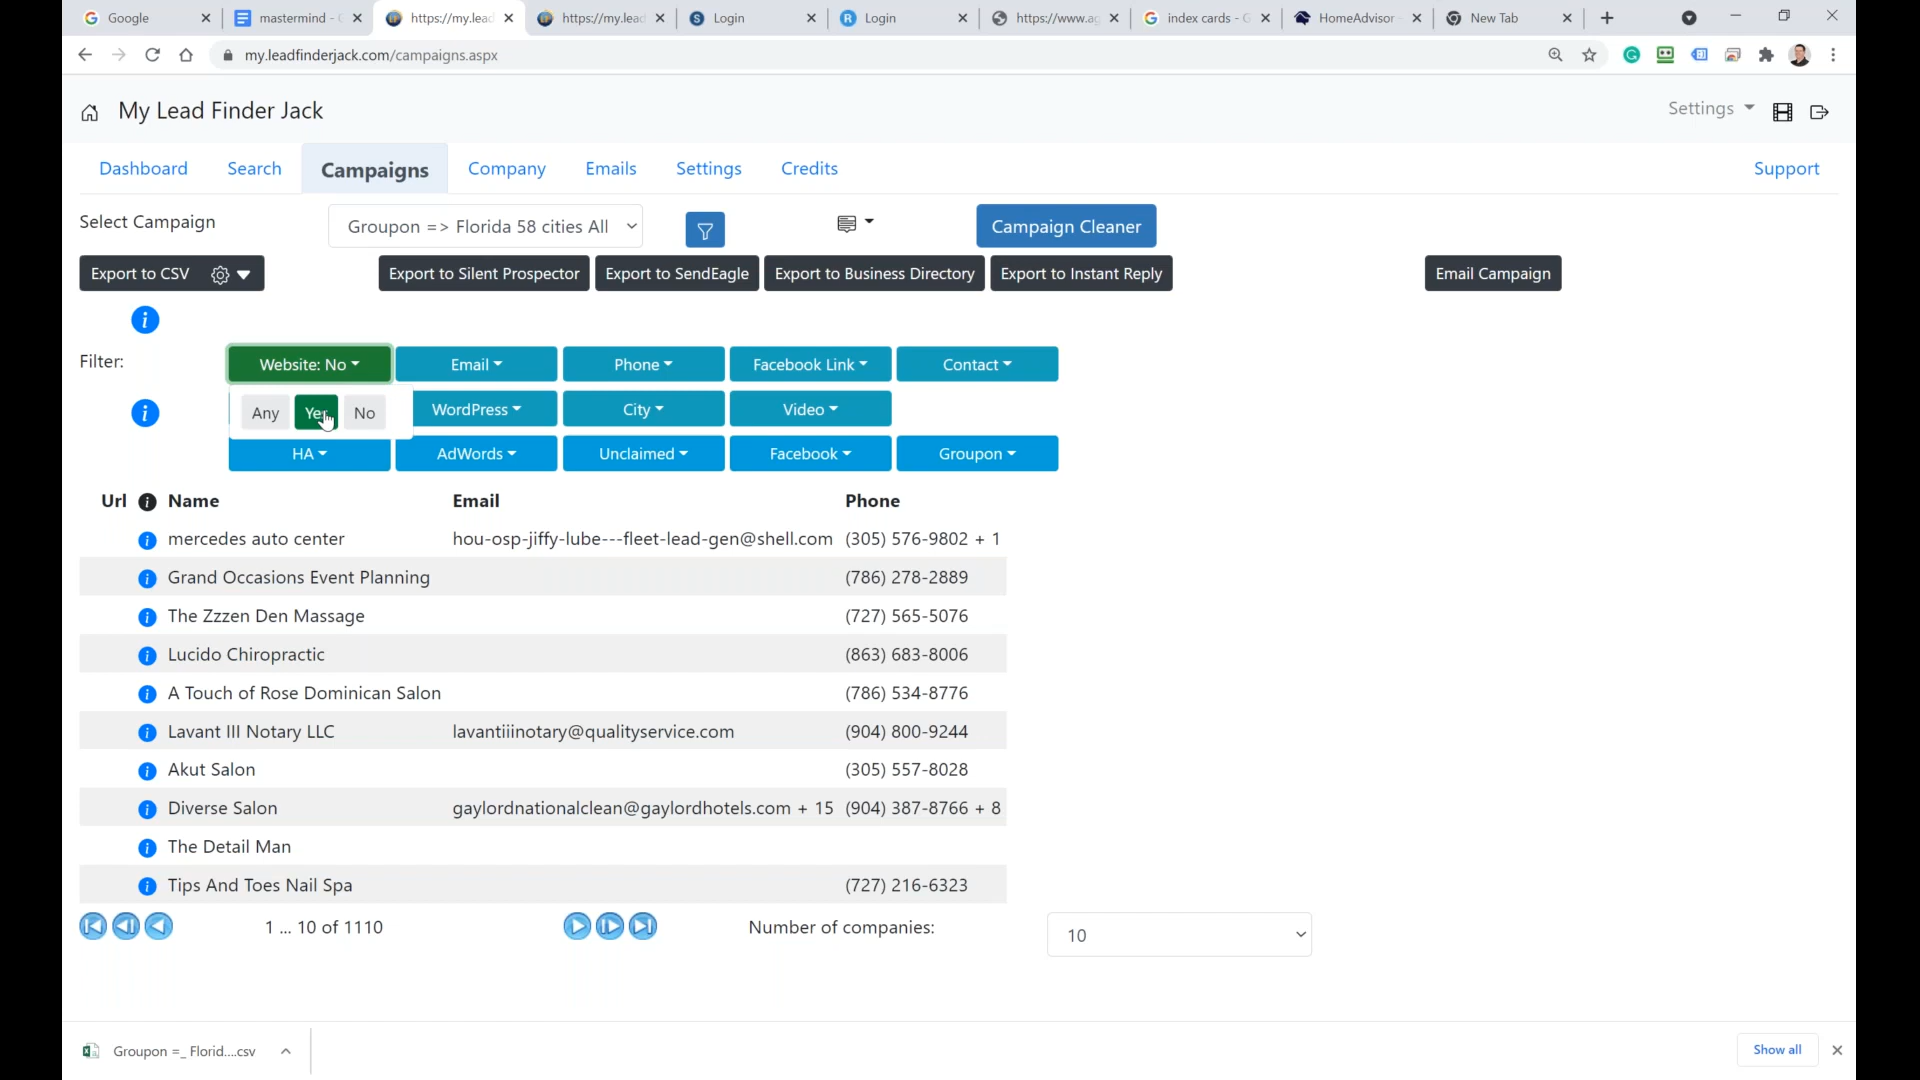 Google
mastermind - G
https://my.lead
https://my.lead
Login
Login
https://www.ag
index cards - G
HomeAdvisor
New Tab
my.leadfinderjack.com/campaigns.aspx
My Lead Finder Jack
Settings
Dashboard
Search
Campaigns
Company
Emails
Settings
Credits
Support
Select Campaign
Groupon => Florida 58 cities All
Campaign Cleaner
Export to CSV
Export to Silent Prospector
Export to SendEagle
Export to Business Directory
Export to Instant Reply
Email Campaign
Filter:
Website: No
Email
Phone
Facebook Link
Contact
Any
Yes
No
WordPress
City
Video
HA
AdWords
Unclaimed
Facebook
Groupon
Url Name Email Phone
mercedes auto center hou-osp-jiffy-lube---fleet-lead-gen@shell.com (305) 576-9802 + 1
Grand Occasions Event Planning (786) 278-2889
The Zzzen Den Massage (727) 565-5076
Lucido Chiropractic (863) 683-8006
A Touch of Rose Dominican Salon (786) 534-8776
Lavant III Notary LLC lavantiiinotary@qualityservice.com (904) 800-9244
Akut Salon (305) 557-8028
Diverse Salon gaylordnationalclean@gaylordhotels.com + 15 (904) 387-8766 + 8
The Detail Man
Tips And Toes Nail Spa (727) 216-6323
1 ... 10 of 1110
Number of companies:
10
Groupon =_ Florid....csv
Show all